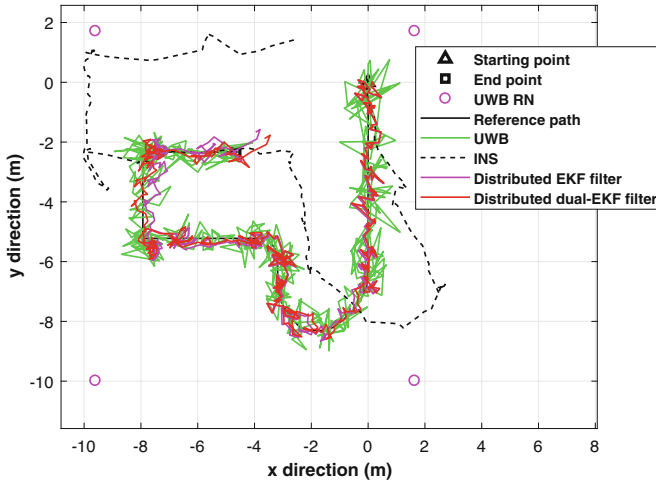 2
0
-2
-4
-6
-8
-10
y direction (m)
Starting point
End point
UWB RN
Reference path
UWB
INS
Distributed EKF filter
Distributed dual-EKF filter
-10 -8 -6 -4 -2 0 2 4 6 8
x direction (m)